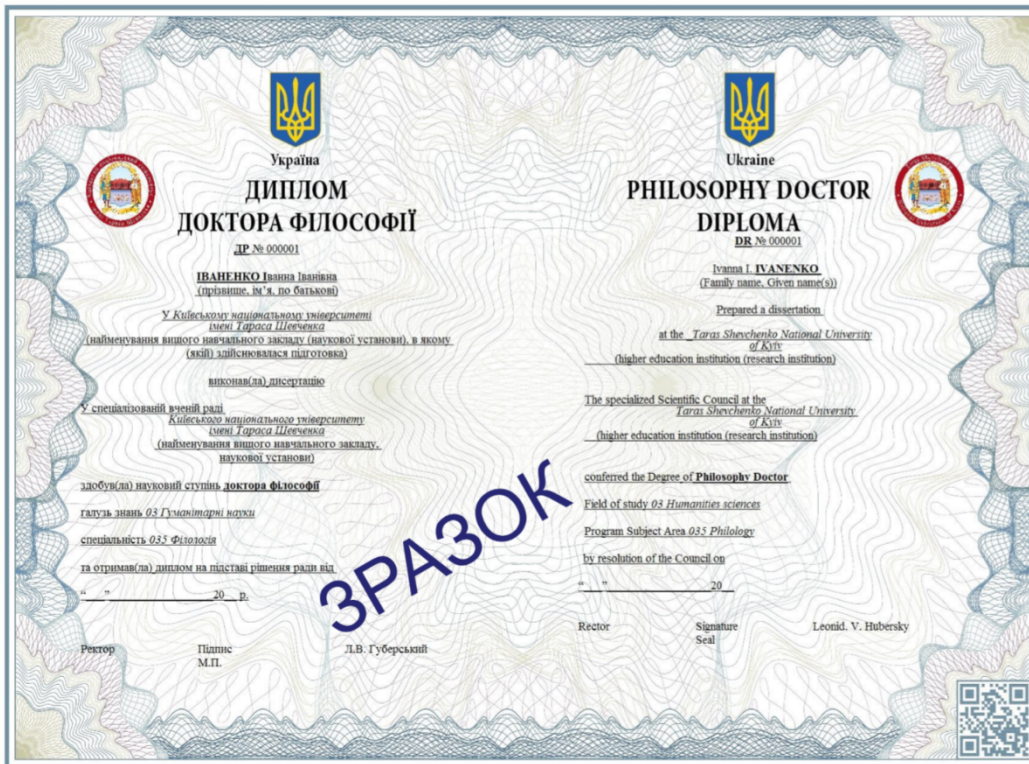 Україна
ДИПЛОМ
ДОКТОРА ФІЛОСОФІЇ
ДР № 000001
ІВАНЕНКО Іванна Іванівна
(прізвище, ім’я, по батькові)
У Київському національному університеті
імені Тараса Шевченка
(найменування вищого навчального закладу (наукової установи), в якому
(якій) здійснювалася підготовка)
виконав(ла) дисертацію
У спеціалізованій вченій раді
Київського національного університету
імені Тараса Шевченка
(найменування вищого навчального закладу,
наукової установи)
здобув(ла) науковий ступінь доктора філософії
галузь знань 03 Гуманітарні науки
спеціальність 035 Філологія
та отримав(ла) диплом на підставі рішення ради від
“___”________________20__ р.
Ректор Підпис Л.В. Губерський
М.П.
Ukraine
PHILOSOPHY DOCTOR
DIPLOMA
DR № 000001
Ivanna I. IVANENKO
(Family name, Given name(s))
Prepared a dissertation
at the _Taras Shevchenko National University
of Kyiv
(higher education institution (research institution)
The specialized Scientific Council at the
Taras Shevchenko National University
of Kyiv
(higher education institution (research institution)
conferred the Degree of Philosophy Doctor
Field of study 03 Humanities sciences
Program Subject Area 035 Philology
by resolution of the Council on
“___”________________20__
Rector Signature Leonid. V. Hubersky
Seal
ЗРАЗОК